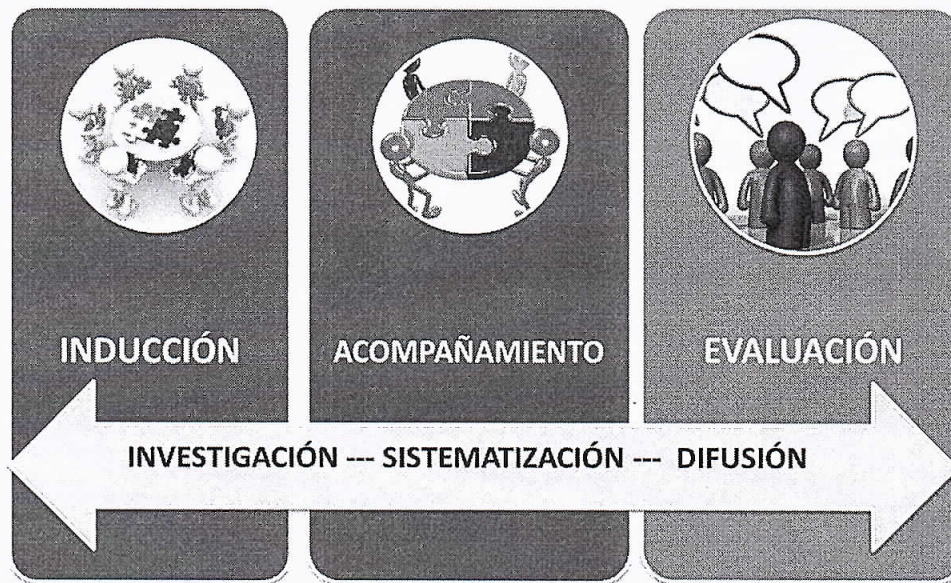 INDUCCIÓN
ACOMPAÑAMIENTO
EVALUACIÓN
INVESTIGACIÓN --- SISTEMATIZACIÓN --- DIFUSIÓN